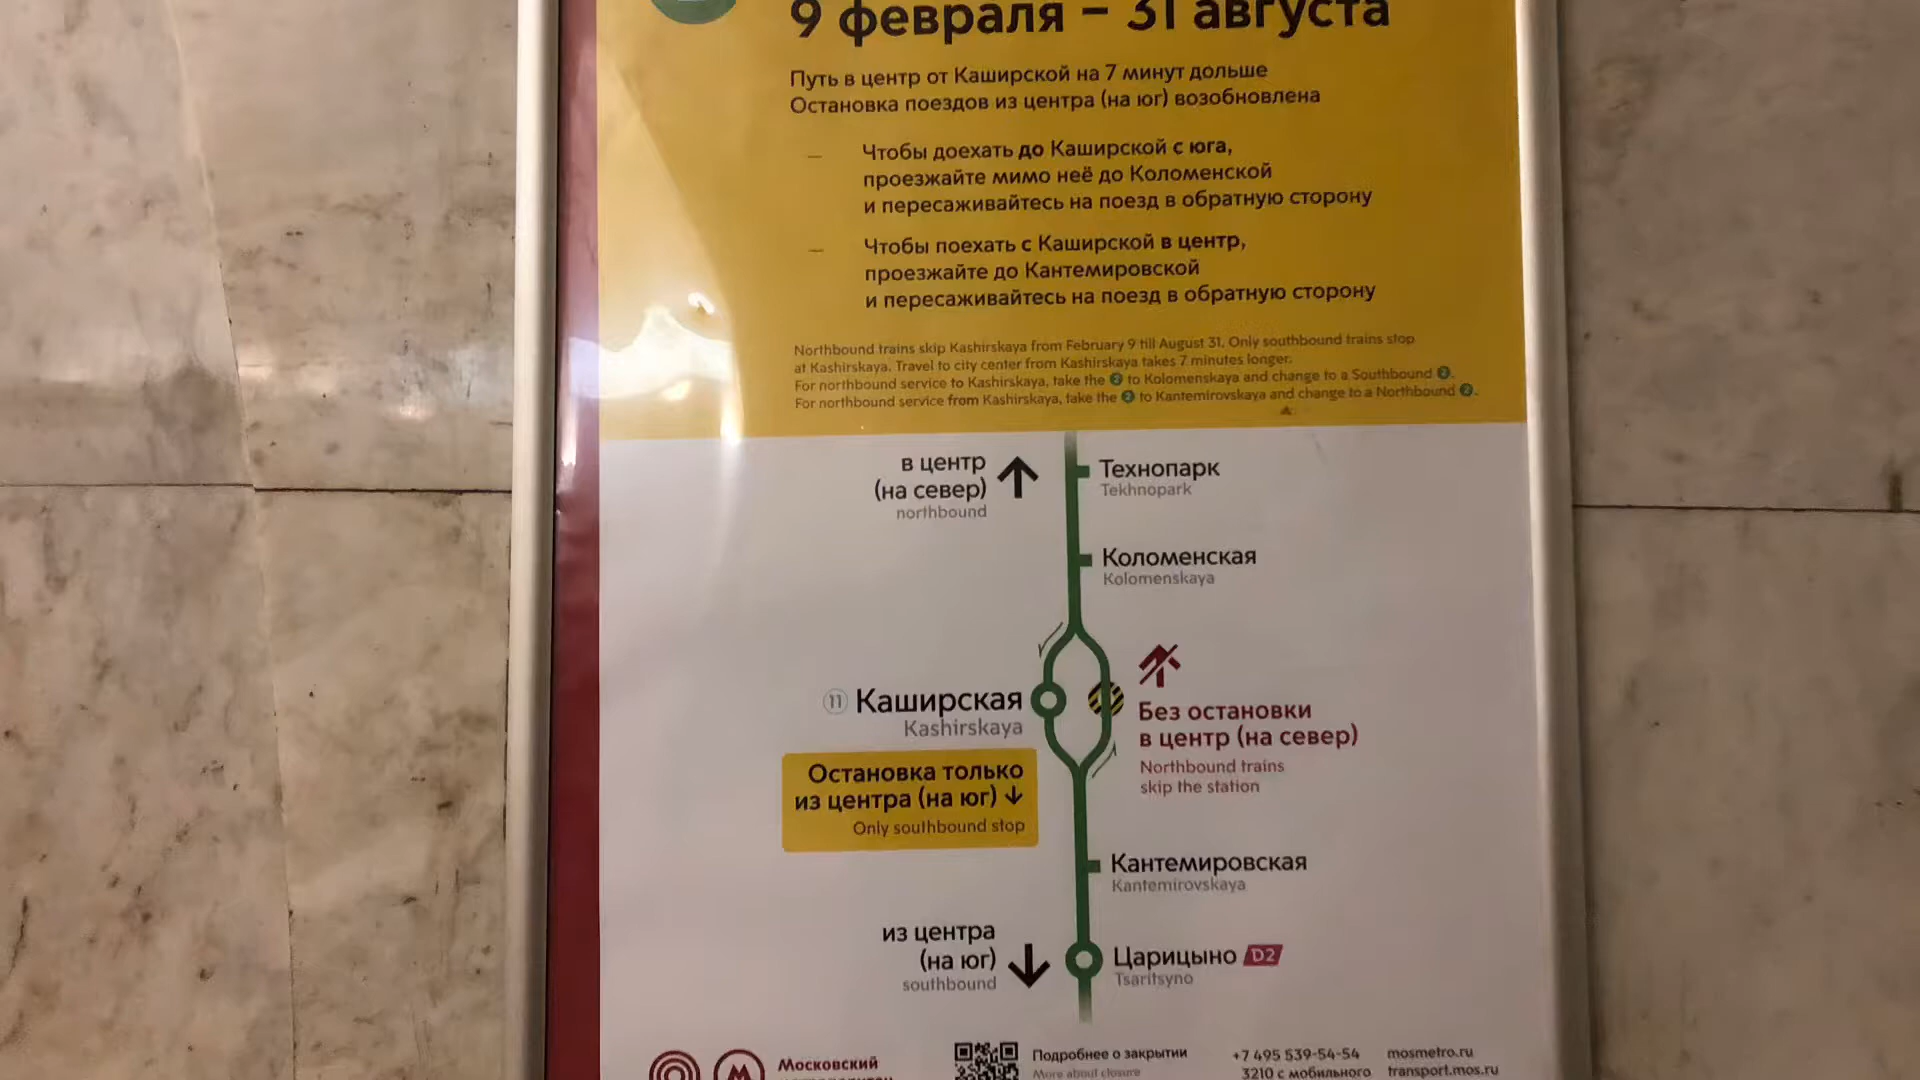 9 февраля – 31 августа
Путь в центр от Каширской на 7 минут дольше
Остановка поездов из центра (на юг) возобновлена
— Чтобы доехать до Каширской с юга,
проезжайте мимо неё до Коломенской
и пересаживайтесь на поезд в обратную сторону
— Чтобы поехать с Каширской в центр,
проезжайте до Кантемировской
и пересаживайтесь на поезд в обратную сторону
Northbound trains skip Kashirskaya from February 9 till August 31. Only southbound trains stop
at Kashirskaya. Travel to city center from Kashirskaya takes 7 minutes longer.
For northbound service to Kashirskaya, take the 2 to Kolomenskaya and change to a Southbound 2.
For northbound service from Kashirskaya, take the 2 to Kantemirovskaya and change to a Northbound 2.
в центр
(на север)
northbound
Технопарк
Tekhnopark
Коломенская
Kolomenskaya
11 Каширская
Kashirskaya
Остановка только
из центра (на юг) ↓
Only southbound stop
Без остановки
в центр (на север)
Northbound trains
skip the station
Кантемировская
Kantemirovskaya
из центра
(на юг)
southbound
Царицыно D2
Tsaritsyno
М
Московский
Подробнее о закрытии
More about closure
+7 495 539-54-54
3210 с мобильного
mosmetro.ru
transport.mos.ru